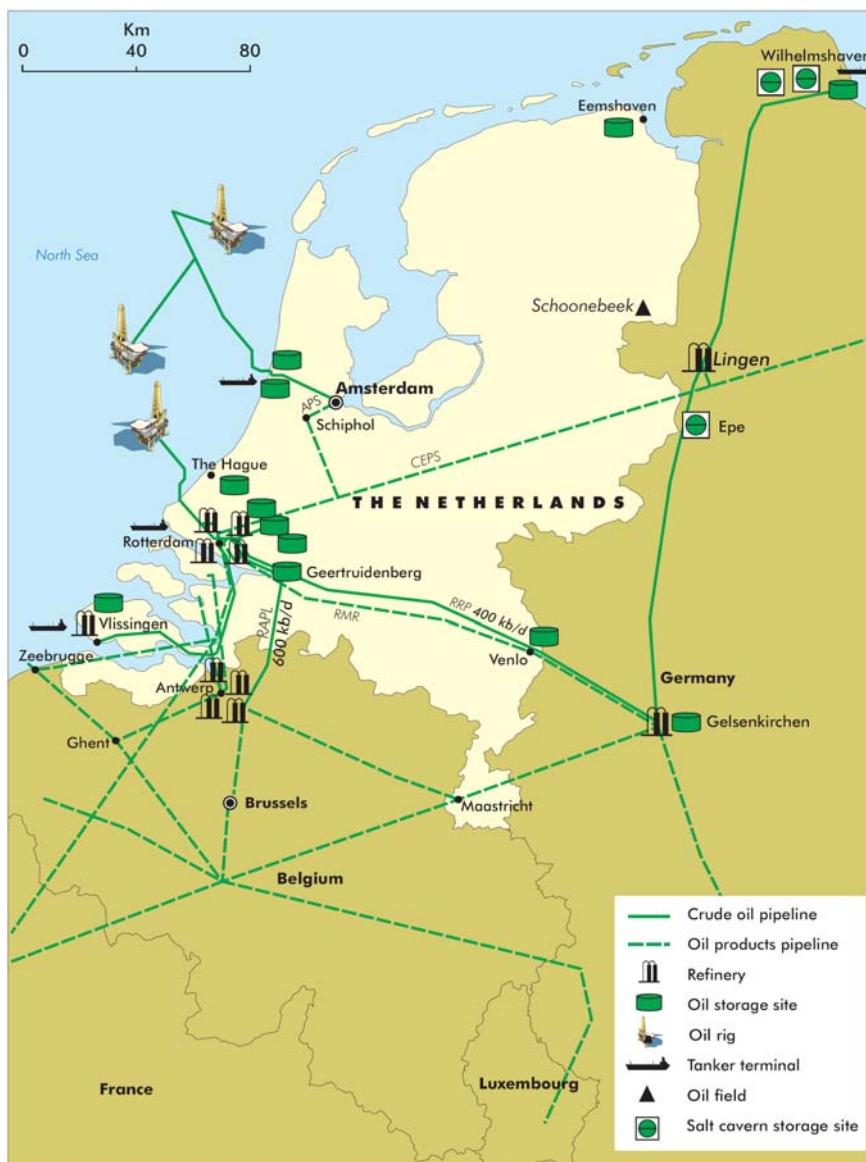 Km
0 40 80
Wilhelmshaven
Eemshaven
North Sea
Schoonebeek
Lingen
Amsterdam
APS
Schiphol
Epe
CEPS
The Hague
THE NETHERLANDS
Rotterdam
Geertruidenberg
RAPL
600 kb/d
RMR
RRP 400 kb/d
Vlissingen
Zeebrugge
Venlo
Germany
Antwerp
Gelsenkirchen
Ghent
Brussels
Maastricht
Belgium
Crude oil pipeline
Oil products pipeline
Refinery
Oil storage site
Oil rig
Tanker terminal
Oil field
Salt cavern storage site
France
Luxembourg